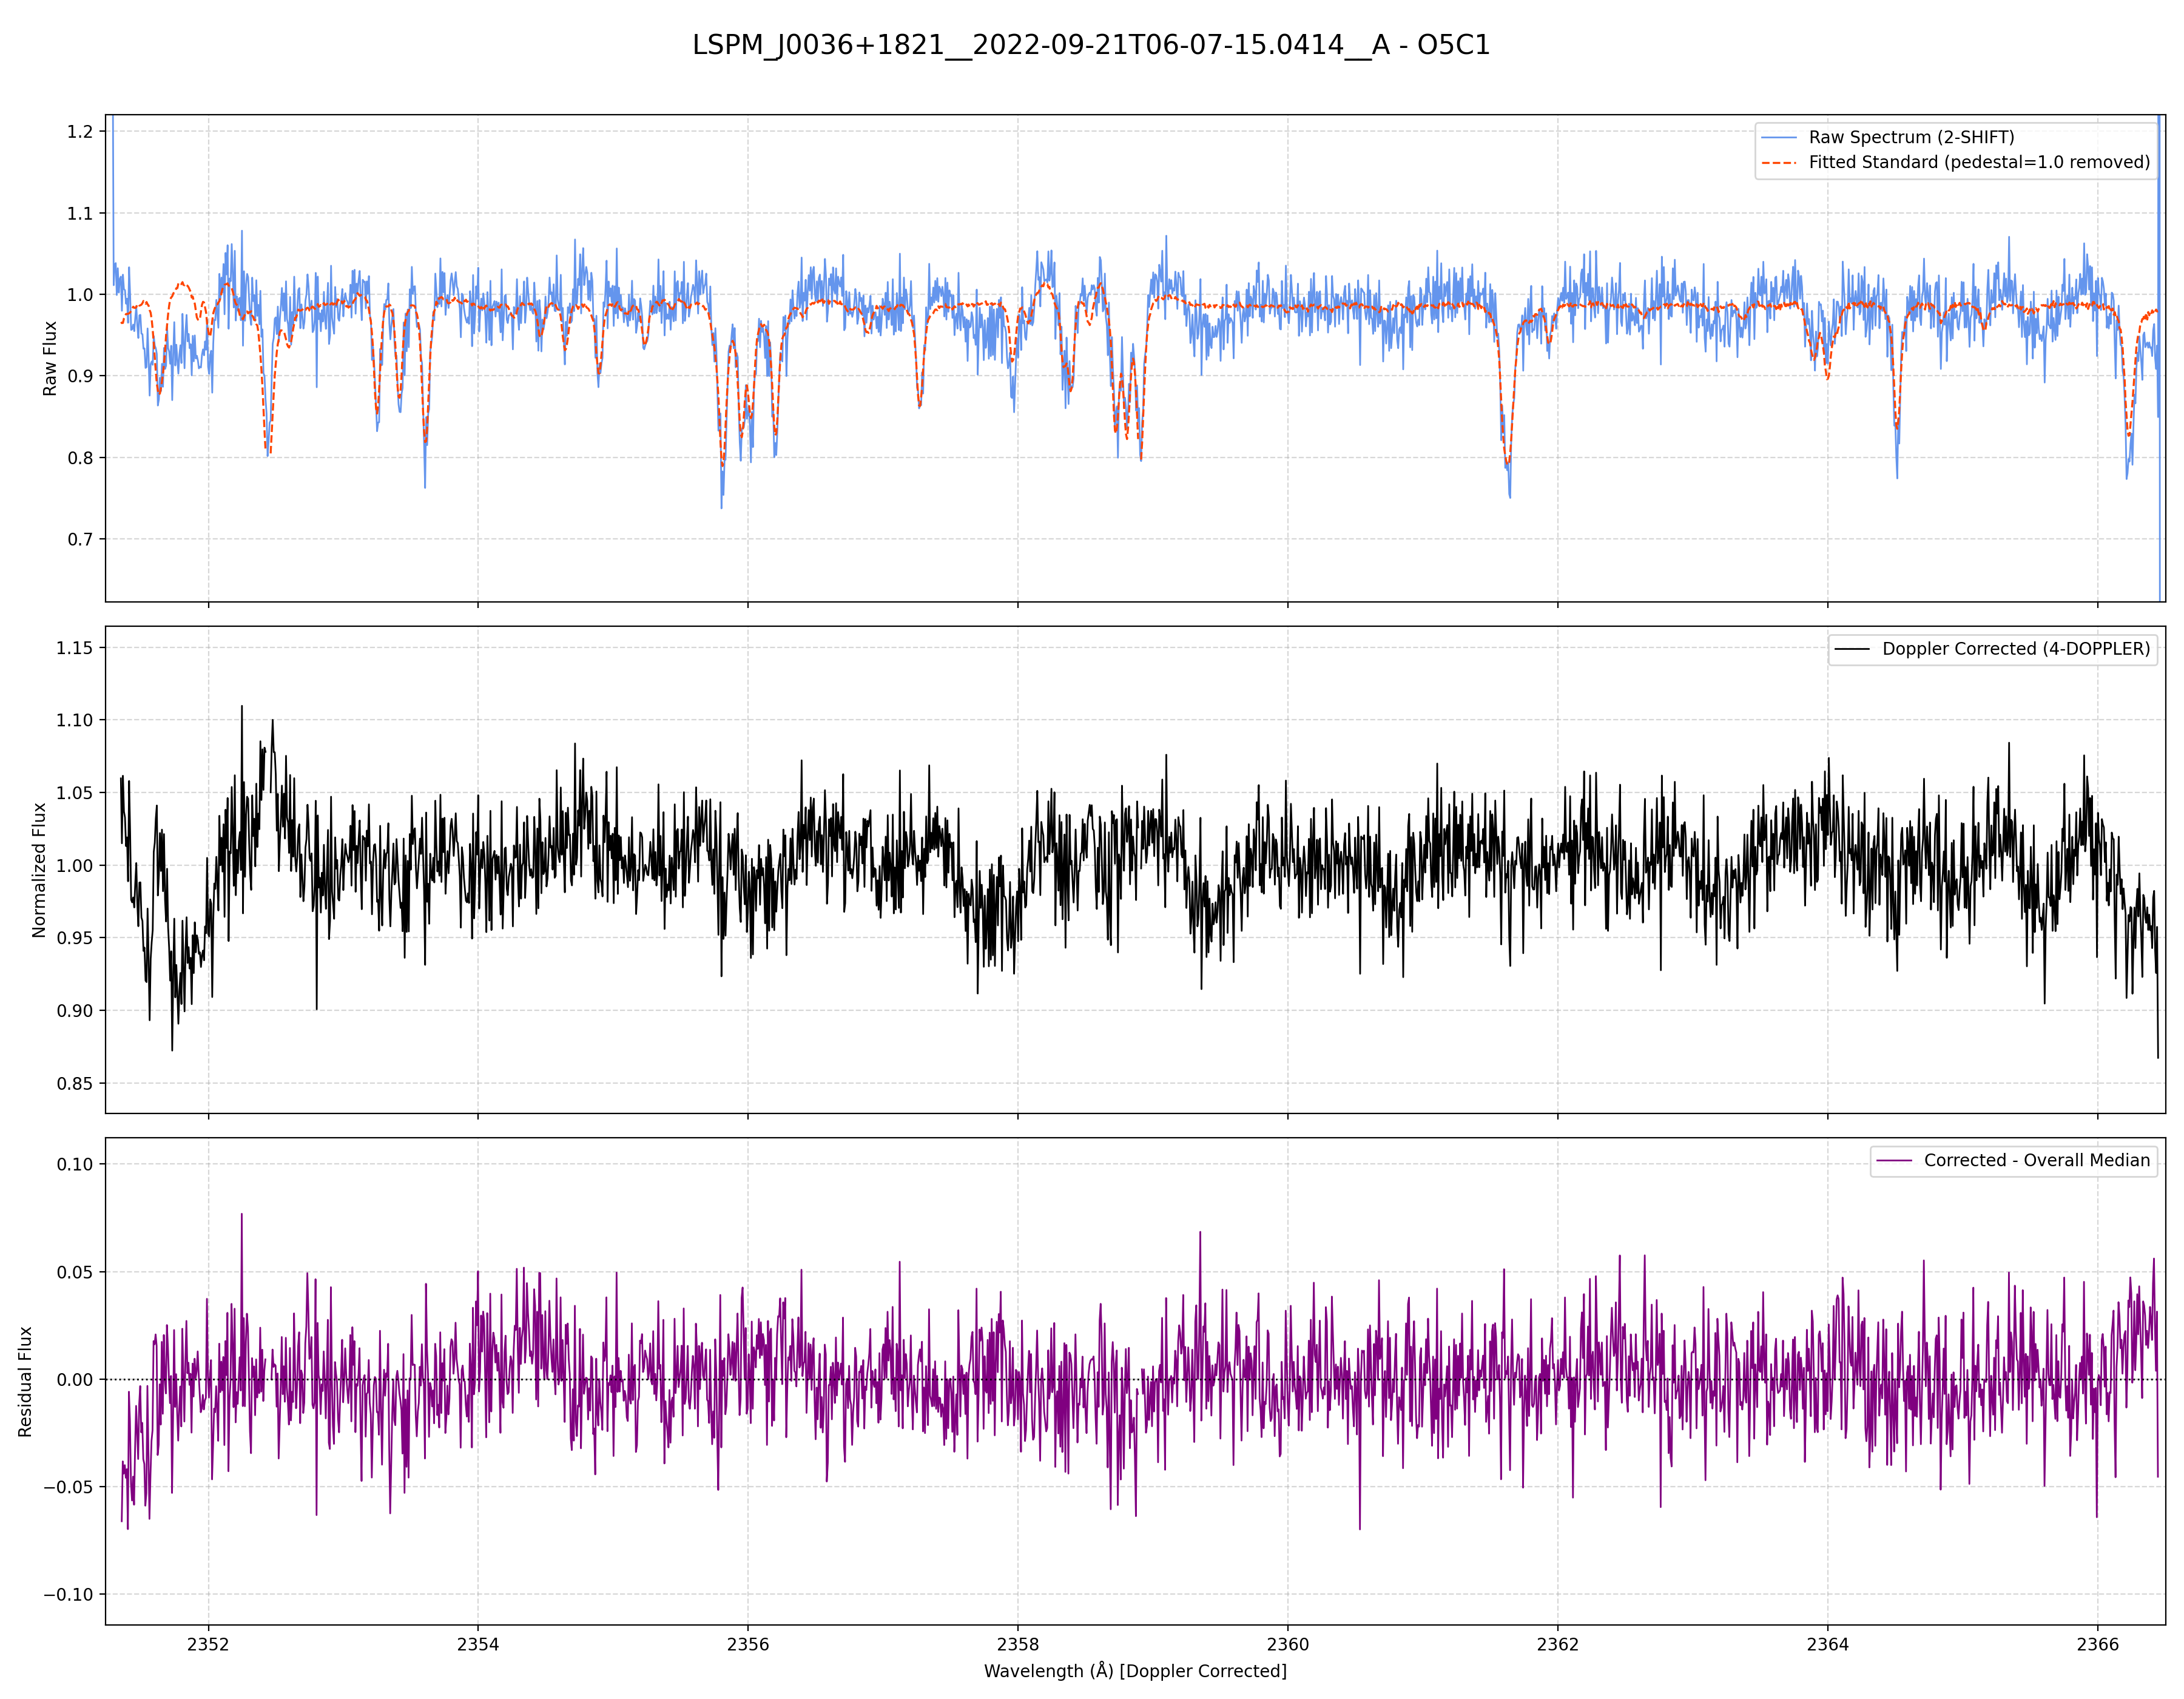 LSPM_J0036+1821__2022-09-21T06-07-15.0414__A - O5C1
1.2
1.1
1.0
0.9
0.8
0.7
Raw Flux
Raw Spectrum (2-SHIFT)
Fitted Standard (pedestal=1.0 removed)
1.15
1.10
1.05
1.00
0.95
0.90
0.85
Normalized Flux
Doppler Corrected (4-DOPPLER)
0.10
0.05
0.00
−0.05
−0.10
Residual Flux
Corrected - Overall Median
2352 2354 2356 2358 2360 2362 2364 2366
Wavelength (Å) [Doppler Corrected]